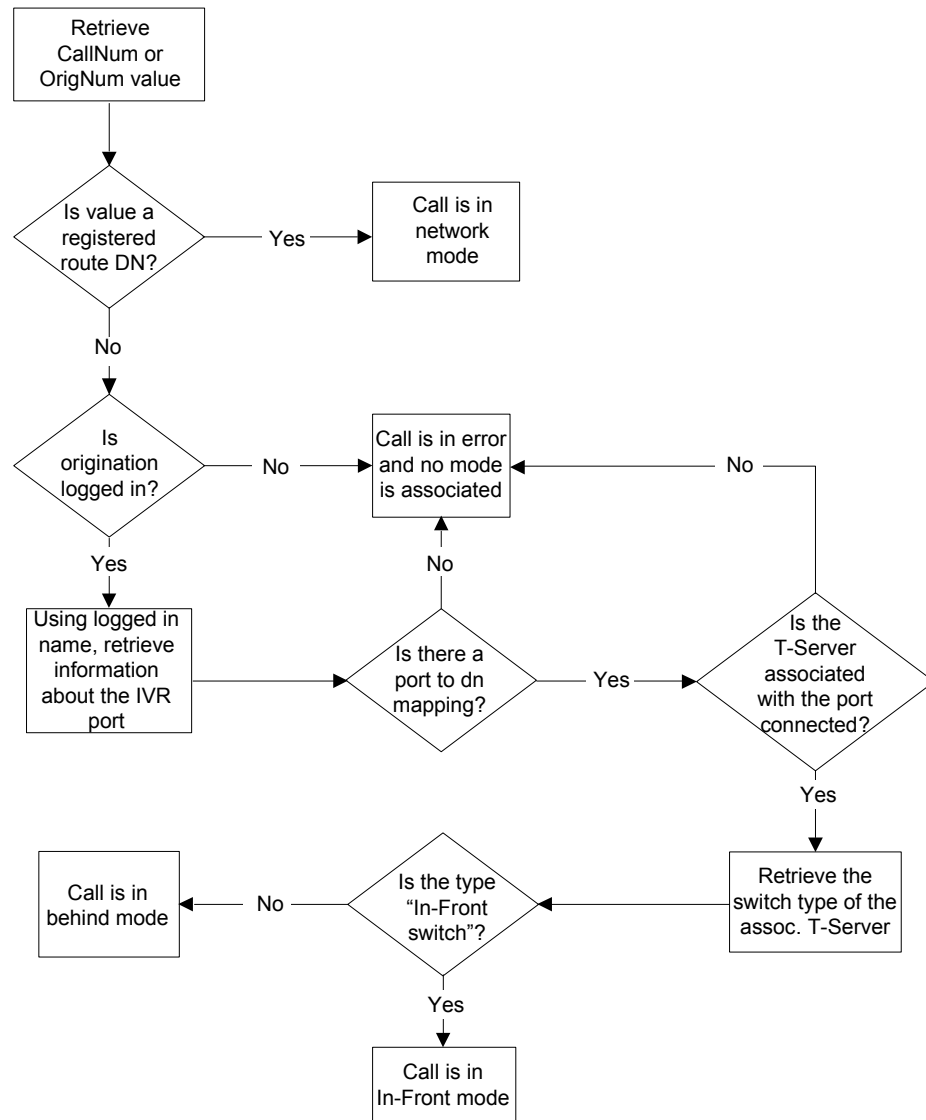 Retrieve
CallNum or
OrigNum value
Is value a
registered
route DN?
Yes
Call is in
network
mode
No
Is
origination
logged in?
No
Call is in error
and no mode
is associated
No
Yes
No
Using logged in
name, retrieve
information
about the IVR
port
Is there a
port to dn
mapping?
Yes
Is the
T-Server
associated
with the port
connected?
Yes
Call is in
behind mode
No
Is the type
“In-Front
switch”?
Retrieve the
switch type of the
assoc. T-Server
Yes
Call is in
In-Front mode